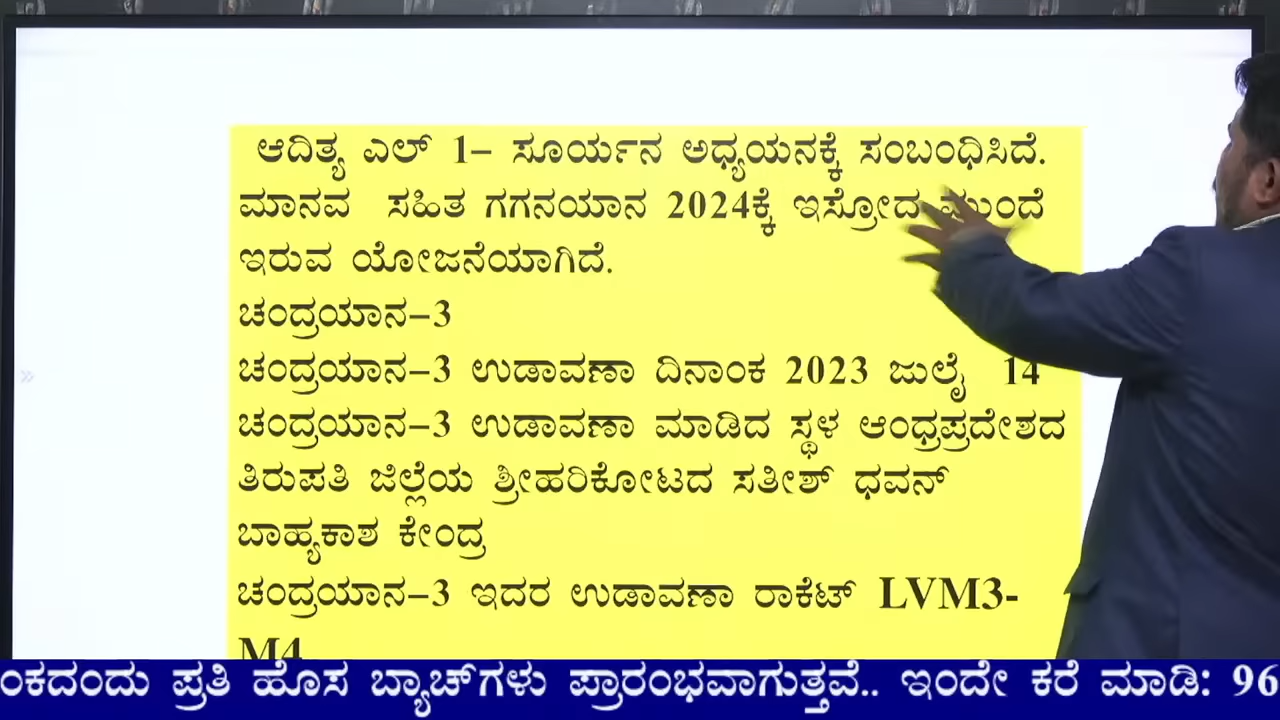 ಆದಿತ್ಯ ಎಲ್ 1– ಸೂರ್ಯನ ಅಧ್ಯಯನಕ್ಕೆ ಸಂಬಂಧಿಸಿದೆ.
ಮಾನವ ಸಹಿತ ಗಗನಯಾನ 2024ಕ್ಕೆ ಇಸ್ರೋದ ಮುಂದೆ
ಇರುವ ಯೋಜನೆಯಾಗಿದೆ.
ಚಂದ್ರಯಾನ–3
ಚಂದ್ರಯಾನ–3 ಉಡಾವಣಾ ದಿನಾಂಕ 2023 ಜುಲೈ 14
ಚಂದ್ರಯಾನ–3 ಉಡಾವಣಾ ಮಾಡಿದ ಸ್ಥಳ ಆಂಧ್ರಪ್ರದೇಶದ
ತಿರುಪತಿ ಜಿಲ್ಲೆಯ ಶ್ರೀಹರಿಕೋಟದ ಸತೀಶ್ ಧವನ್
ಬಾಹ್ಯಕಾಶ ಕೇಂದ್ರ
ಚಂದ್ರಯಾನ–3 ಇದರ ಉಡಾವಣಾ ರಾಕೆಟ್ LVM3-
M4
ಂಕದಂದು ಪ್ರತಿ ಹೊಸ ಬ್ಯಾಚ್‌ಗಳು ಪ್ರಾರಂಭವಾಗುತ್ತವೆ.. ಇಂದೇ ಕರೆ ಮಾಡಿ: 96